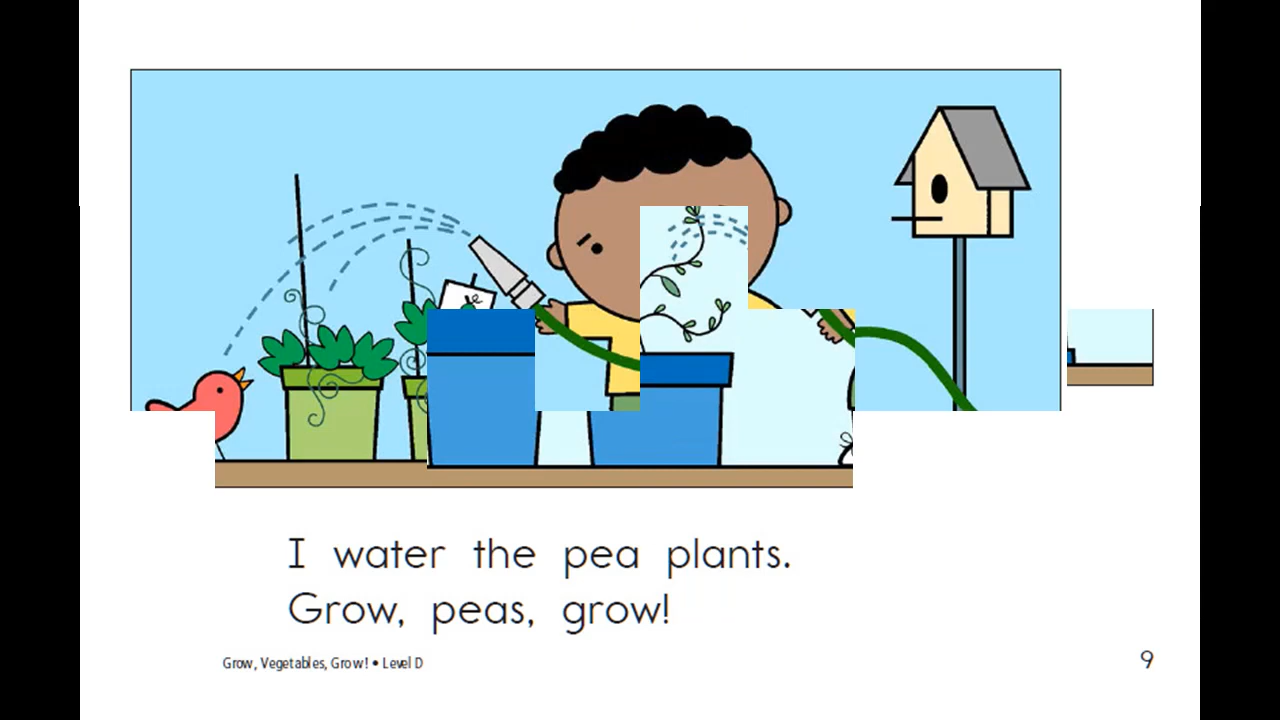 I water the pea plants.
Grow, peas, grow!
Grow, Vegetables, Grow! • Level D
9